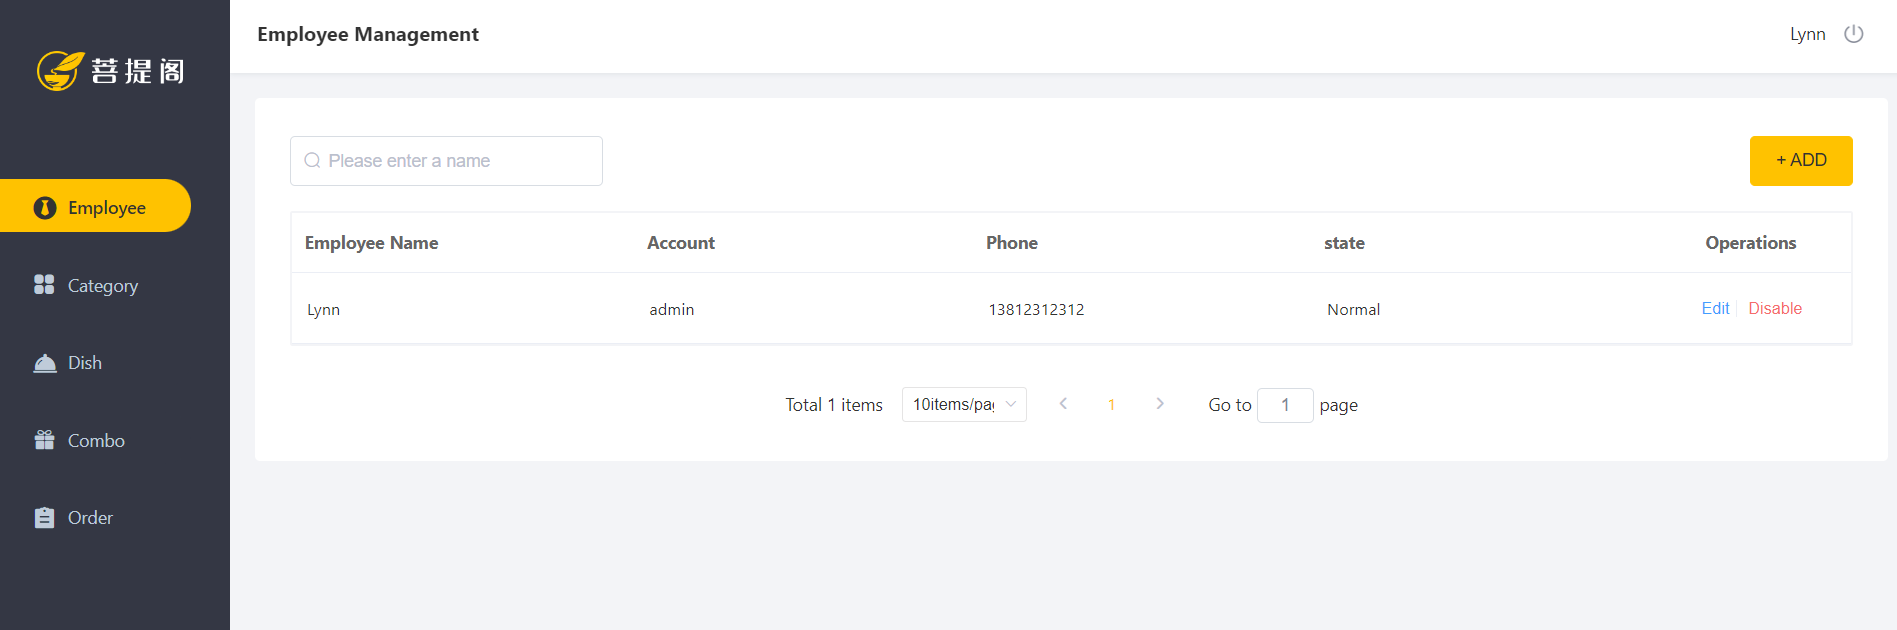 菩提阁
Employee
Category
Dish
Combo
Order
Employee Management
Lynn
Please enter a name
+ ADD
Employee Name Account Phone state Operations
Lynn admin 13812312312 Normal Edit Disable
Total 1 items 10items/pag 1 Go to 1 page